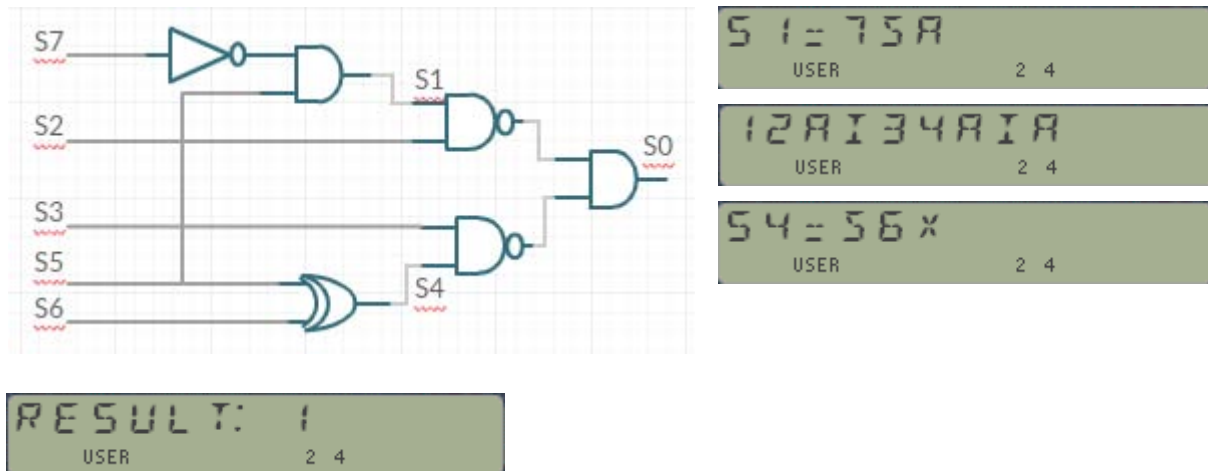 S7
S2
S3
S5
S6
S1
S4
S0
S1=75A
USER 2 4
12AI34AIA
USER 2 4
S4=56×
USER 2 4
RESULT: 1
USER 2 4